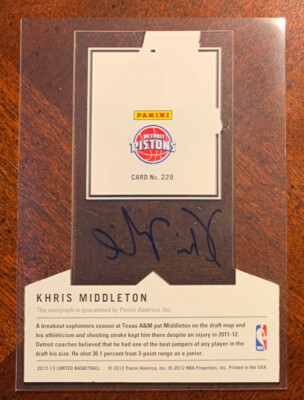 PANINI
DETROIT
PISTONS
CARD No. 229
KHRIS MIDDLETON
The autograph is guaranteed by Panini America, Inc.
A breakout sophomore season at Texas A&M put Middleton on the draft map and
his athleticism and shooting stroke kept him there despite an injury in 2011-12.
Detroit coaches believed that he had one of the best jumpers of any player in the
draft his size. He shot 36.1 percent from 3-point range as a junior.
NBA
2012-13 LIMITED BASKETBALL © 2012 Panini America, Inc. © 2012 NBA Properties, Inc. Printed in the USA.